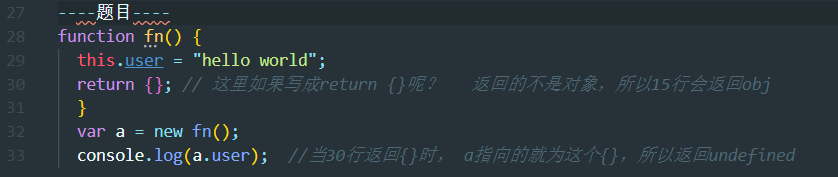 27 ----题目----
28 function fn() {
29 this.user = "hello world";
30 return {}; // 这里如果写成return {}呢？ 返回的不是对象，所以15行会返回obj
31 }
32 var a = new fn();
33 console.log(a.user); //当30行返回{}时， a指向的就为这个{}，所以返回undefined